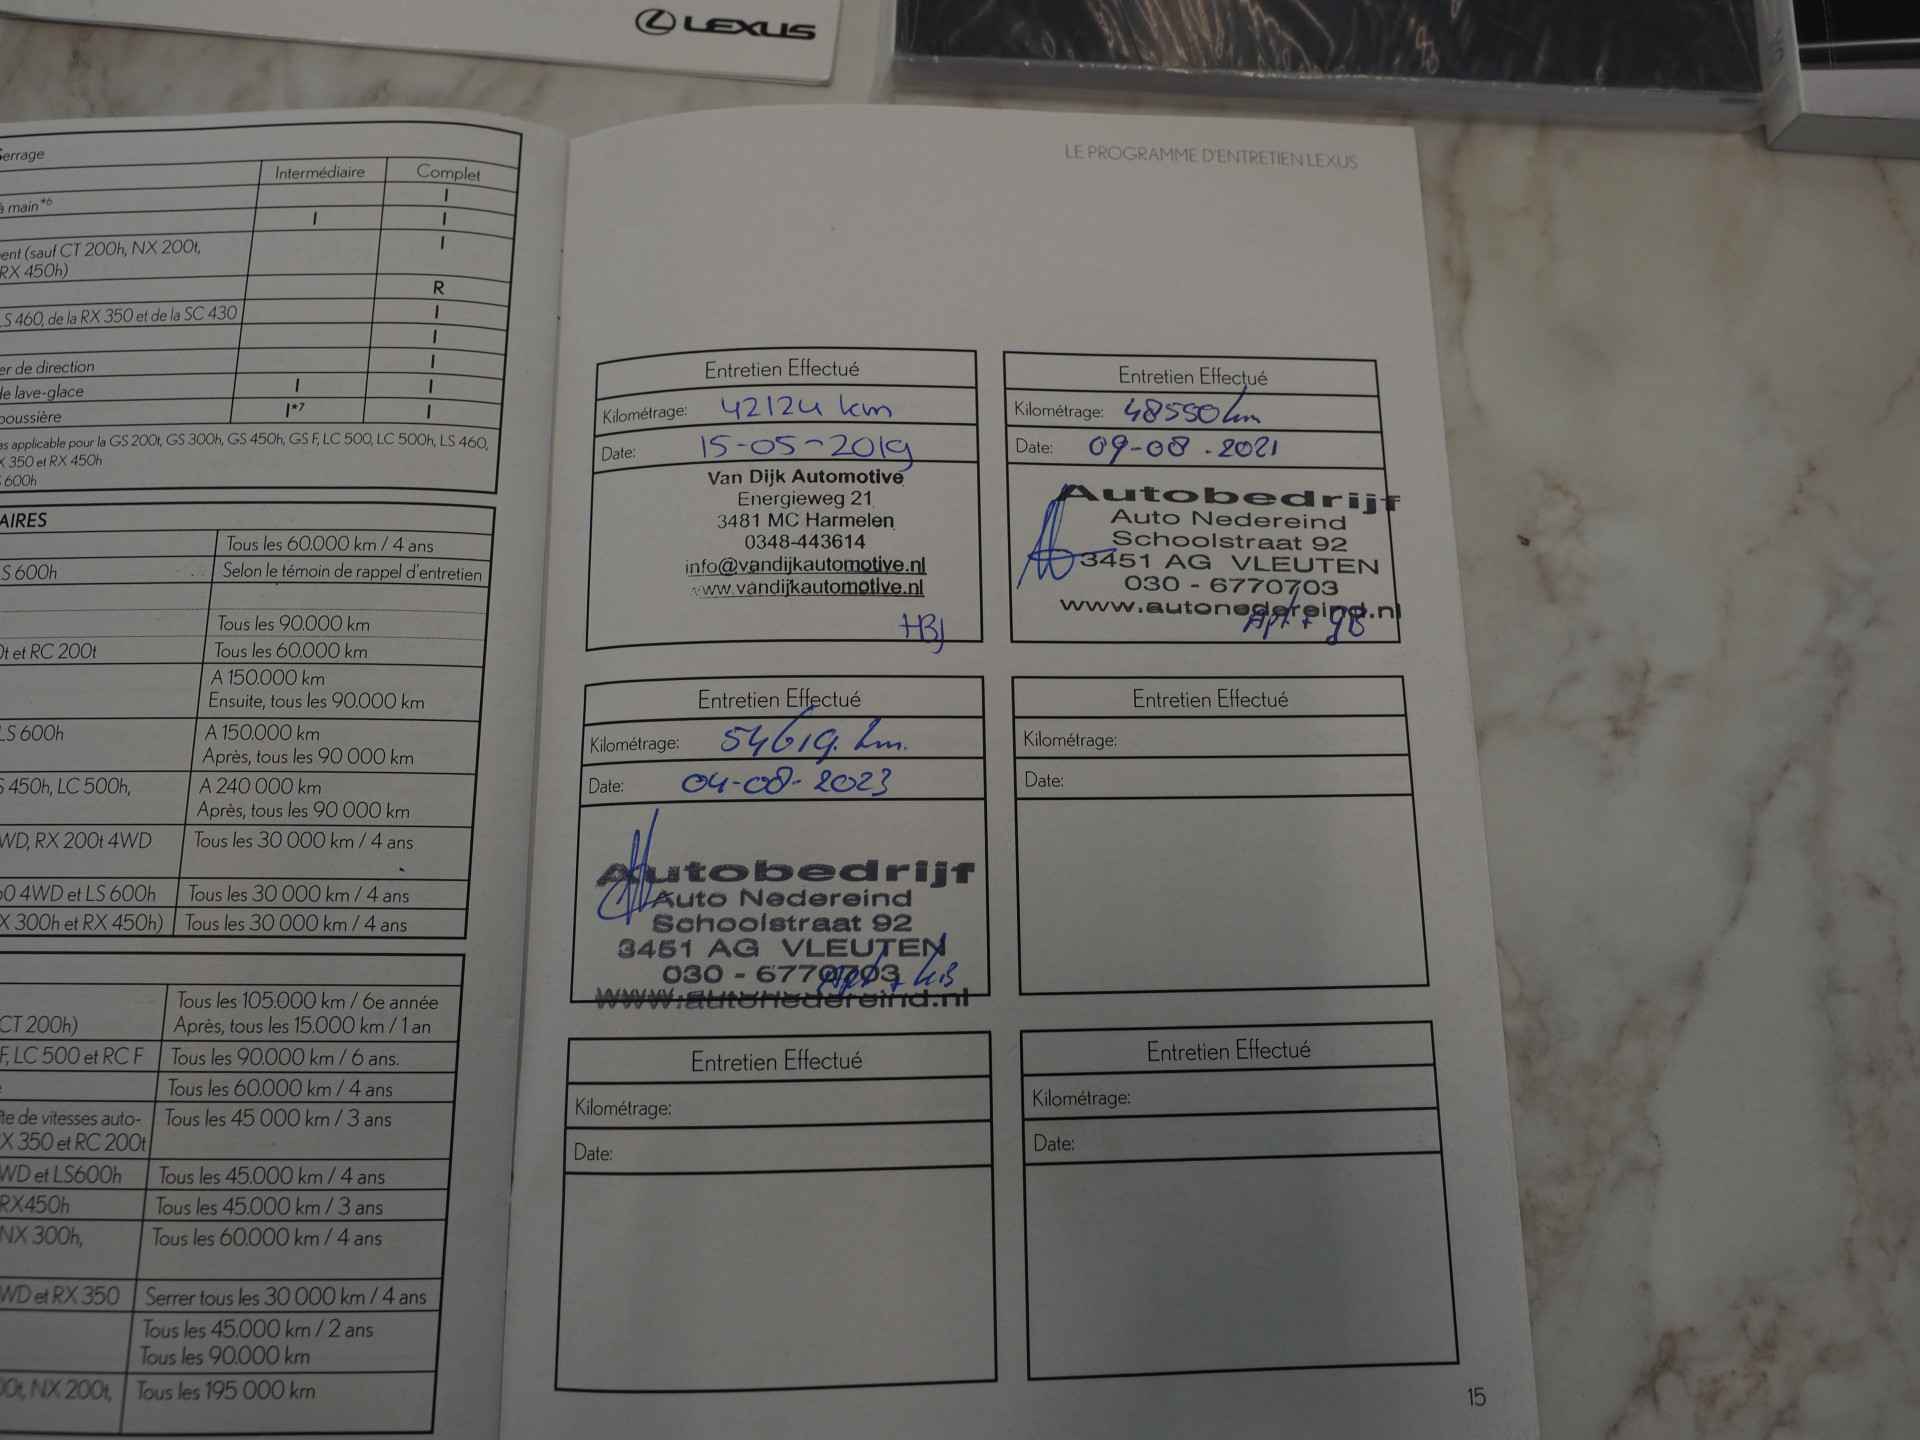 LEXUS
Serrage
Intermédiaire Complet
à main*6 I
I I
ent (sauf CT 200h, NX 200t, I
RX 450h)
R
LS 460, de la RX 350 et de la SC 430 I
I
er de direction I
de lave-glace I I
poussière I*7 I
as applicable pour la GS 200t, GS 300h, GS 450h, GS F, LC 500, LC 500h, LS 460,
X 350 et RX 450h
S 600h
AIRES
Tous les 60.000 km / 4 ans
LS 600h Selon le témoin de rappel d'entretien
Tous les 90.000 km
0t et RC 200t Tous les 60.000 km
A 150.000 km
Ensuite, tous les 90.000 km
LS 600h A 150.000 km
Après, tous les 90 000 km
S 450h, LC 500h, A 240 000 km
Après, tous les 90 000 km
WD, RX 200t 4WD Tous les 30 000 km / 4 ans
0 4WD et LS 600h Tous les 30 000 km / 4 ans
X 300h et RX 450h) Tous les 30 000 km / 4 ans
Tous les 105.000 km / 6e année
CT 200h) Après, tous les 15.000 km / 1 an
F, LC 500 et RC F Tous les 90.000 km / 6 ans.
Tous les 60.000 km / 4 ans
îte de vitesses auto- Tous les 45 000 km / 3 ans
X 350 et RC 200t
WD et LS600h Tous les 45.000 km / 4 ans
RX450h Tous les 45.000 km / 3 ans
NX 300h, Tous les 60.000 km / 4 ans
WD et RX 350 Serrer tous les 30 000 km / 4 ans
Tous les 45.000 km / 2 ans
Tous les 90.000 km
00t, NX 200t, Tous les 195 000 km
LE PROGRAMME D'ENTRETIEN LEXUS
Entretien Effectué
Kilométrage: 42124 km
Date: 15-05-2019
Van Dijk Automotive
Energieweg 21
3481 MC Harmelen
0348-443614
info@vandijkautomotive.nl
www.vandijkautomotive.nl
HBJ
Entretien Effectué
Kilométrage: 48550 km
Date: 09-08-2021
Autobedrijf
Auto Nedereind
Schoolstraat 92
3451 AG VLEUTEN
030 - 6770703
www.autonedereind.nl
Entretien Effectué
Kilométrage: 54619. km.
Date: 04-08-2023
Autobedrijf
Auto Nedereind
Schoolstraat 92
3451 AG VLEUTEN
030 - 6770703
www.autonedereind.nl
Entretien Effectué
Kilométrage:
Date:
Entretien Effectué
Kilométrage:
Date:
Entretien Effectué
Kilométrage:
Date:
15